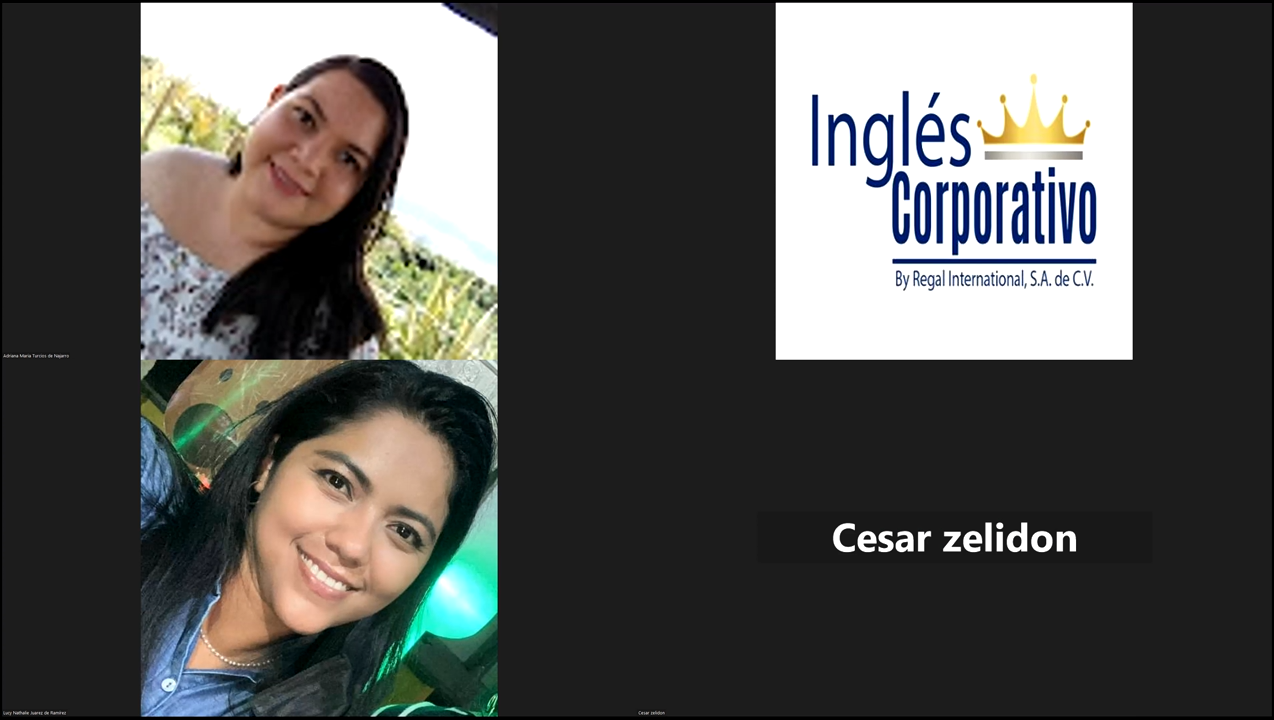 Inglés
Corporativo
By Regal International, S.A. de C.V.
Adriana Maria Turcios de Najarro
Cesar zelidon
Lucy Nathalie Juarez de Ramirez
Cesar zelidon